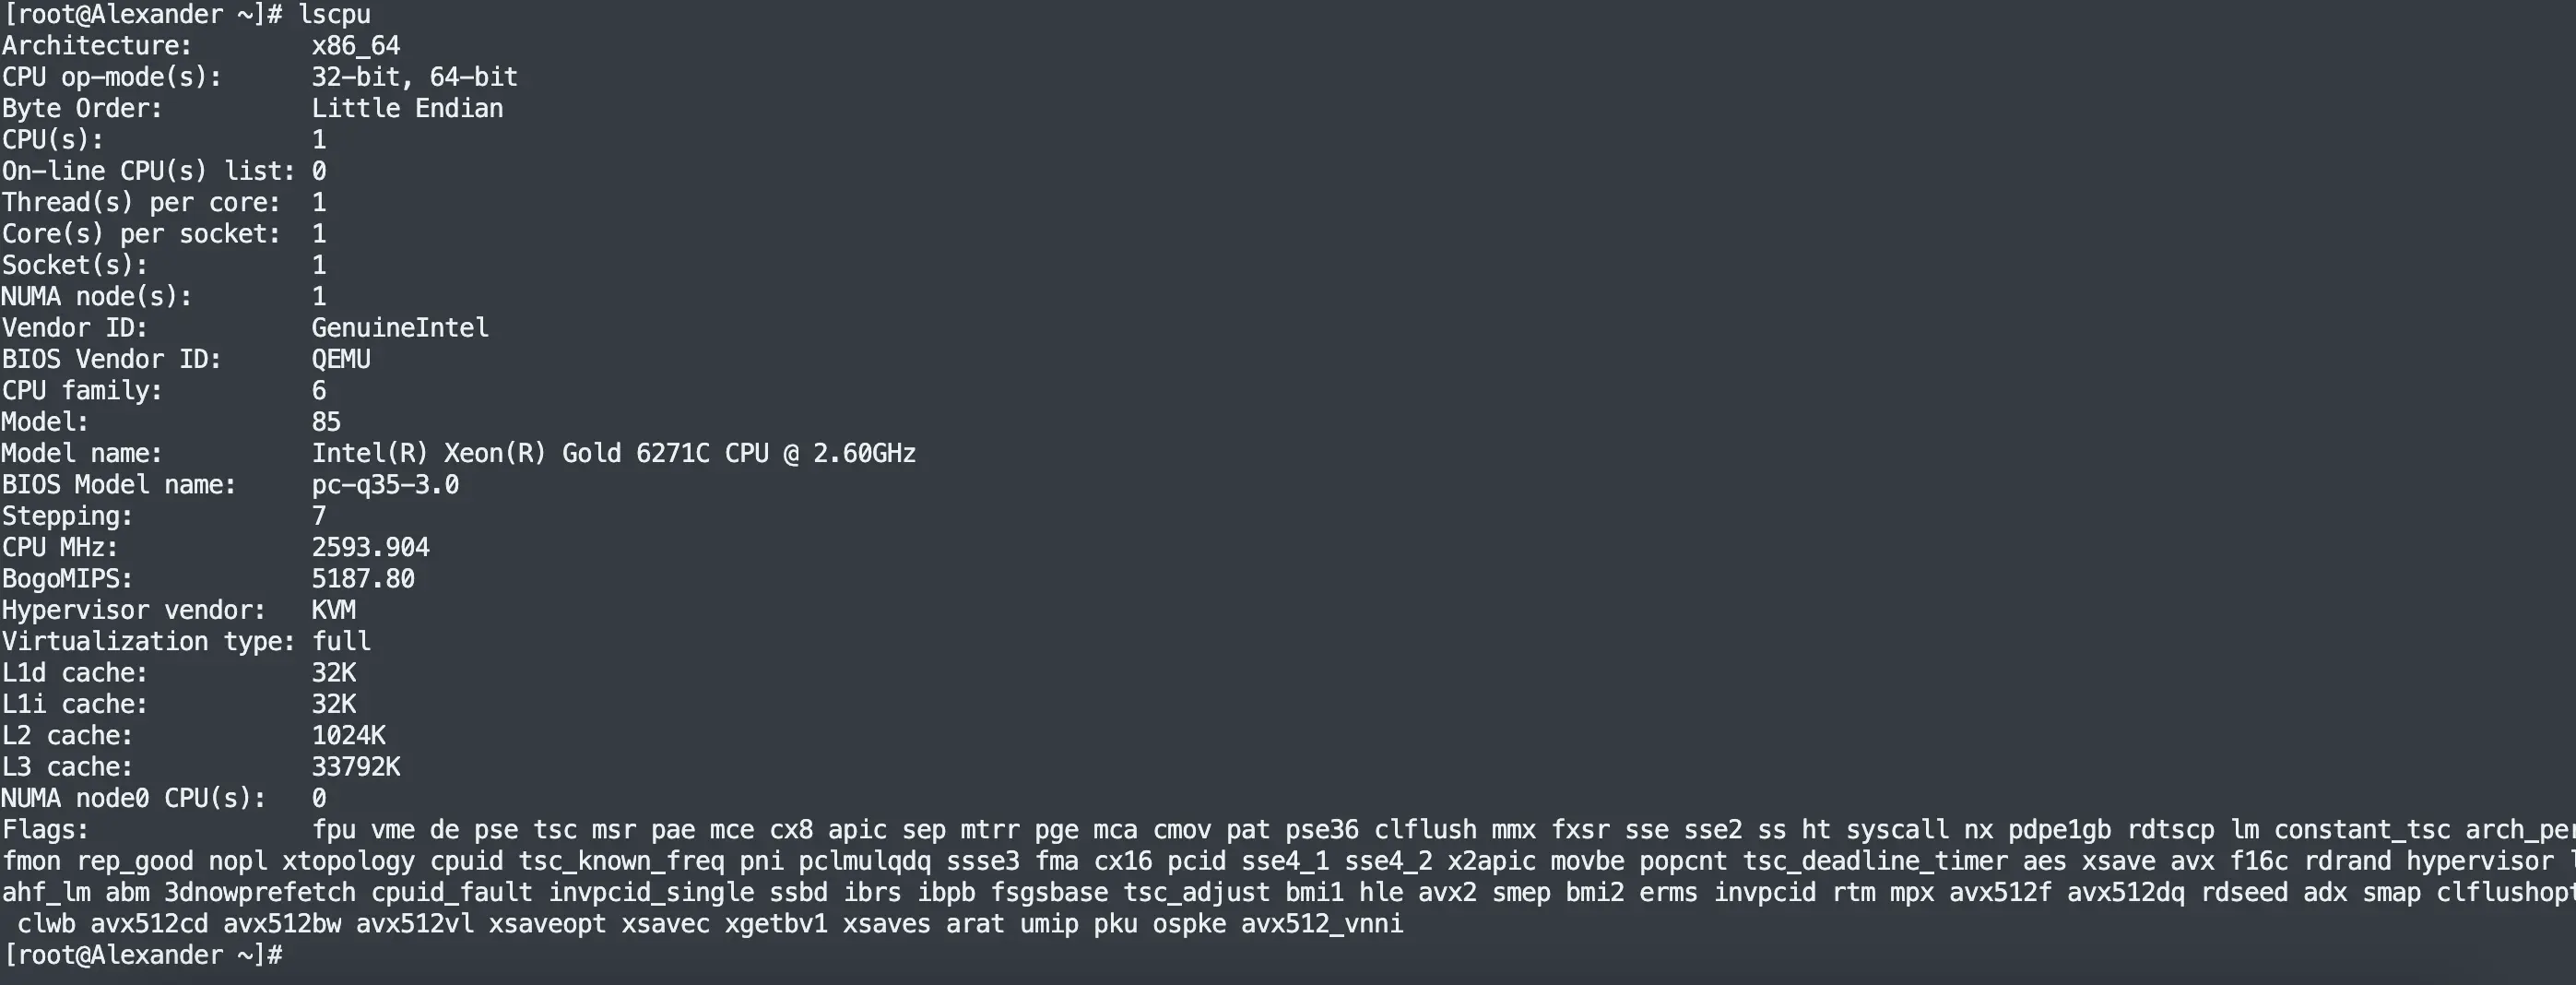 [root@Alexander ~]# lscpu
Architecture:        x86_64
CPU op-mode(s):      32-bit, 64-bit
Byte Order:          Little Endian
CPU(s):              1
On-line CPU(s) list: 0
Thread(s) per core:  1
Core(s) per socket:  1
Socket(s):           1
NUMA node(s):        1
Vendor ID:           GenuineIntel
BIOS Vendor ID:      QEMU
CPU family:          6
Model:               85
Model name:          Intel(R) Xeon(R) Gold 6271C CPU @ 2.60GHz
BIOS Model name:     pc-q35-3.0
Stepping:            7
CPU MHz:             2593.904
BogoMIPS:            5187.80
Hypervisor vendor:   KVM
Virtualization type: full
L1d cache:           32K
L1i cache:           32K
L2 cache:            1024K
L3 cache:            33792K
NUMA node0 CPU(s):   0
Flags:               fpu vme de pse tsc msr pae mce cx8 apic sep mtrr pge mca cmov pat pse36 clflush mmx fxsr sse sse2 ss ht syscall nx pdpe1gb rdtscp lm constant_tsc arch_per
fmon rep_good nopl xtopology cpuid tsc_known_freq pni pclmulqdq ssse3 fma cx16 pcid sse4_1 sse4_2 x2apic movbe popcnt tsc_deadline_timer aes xsave avx f16c rdrand hypervisor l
ahf_lm abm 3dnowprefetch cpuid_fault invpcid_single ssbd ibrs ibpb fsgsbase tsc_adjust bmi1 hle avx2 smep bmi2 erms invpcid rtm mpx avx512f avx512dq rdseed adx smap clflushopt
 clwb avx512cd avx512bw avx512vl xsaveopt xsavec xgetbv1 xsaves arat umip pku ospke avx512_vnni
[root@Alexander ~]#